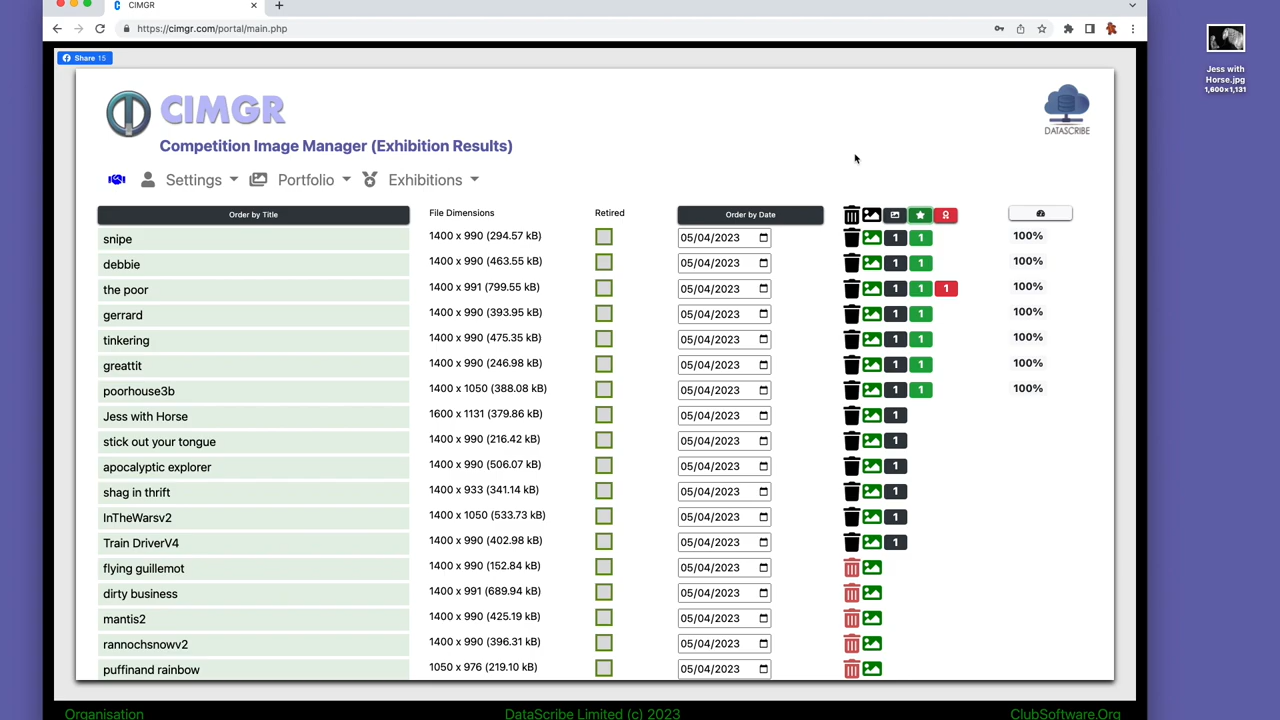 CIMGR
https://cimgr.com/portal/main.php
Share 15
CIMGR
Competition Image Manager (Exhibition Results)
DATASCRIBE
Settings Portfolio Exhibitions
Order by Title File Dimensions Retired Order by Date
snipe 1400 x 990 (294.57 kB) 05/04/2023 1 1 100%
debbie 1400 x 990 (463.55 kB) 05/04/2023 1 1 100%
the poor 1400 x 991 (799.55 kB) 05/04/2023 1 1 1 100%
gerrard 1400 x 990 (393.95 kB) 05/04/2023 1 1 100%
tinkering 1400 x 990 (475.35 kB) 05/04/2023 1 1 100%
greattit 1400 x 990 (246.98 kB) 05/04/2023 1 1 100%
poorhouse3b 1400 x 1050 (388.08 kB) 05/04/2023 1 1 100%
Jess with Horse 1600 x 1131 (379.86 kB) 05/04/2023 1
stick out your tongue 1400 x 990 (216.42 kB) 05/04/2023 1
apocalyptic explorer 1400 x 990 (506.07 kB) 05/04/2023 1
shag in thrift 1400 x 933 (341.14 kB) 05/04/2023 1
InTheWarsv2 1400 x 1050 (533.73 kB) 05/04/2023 1
Train DriverV4 1400 x 990 (402.98 kB) 05/04/2023 1
flying guillemot 1400 x 990 (152.84 kB) 05/04/2023
dirty business 1400 x 991 (689.94 kB) 05/04/2023
mantis2 1400 x 990 (425.19 kB) 05/04/2023
rannochsnowv2 1400 x 990 (396.31 kB) 05/04/2023
puffinand rainbow 1050 x 976 (219.10 kB) 05/04/2023
Organisation DataScribe Limited (c) 2023 ClubSoftware.Org
Jess with
Horse.jpg
1,600×1,131